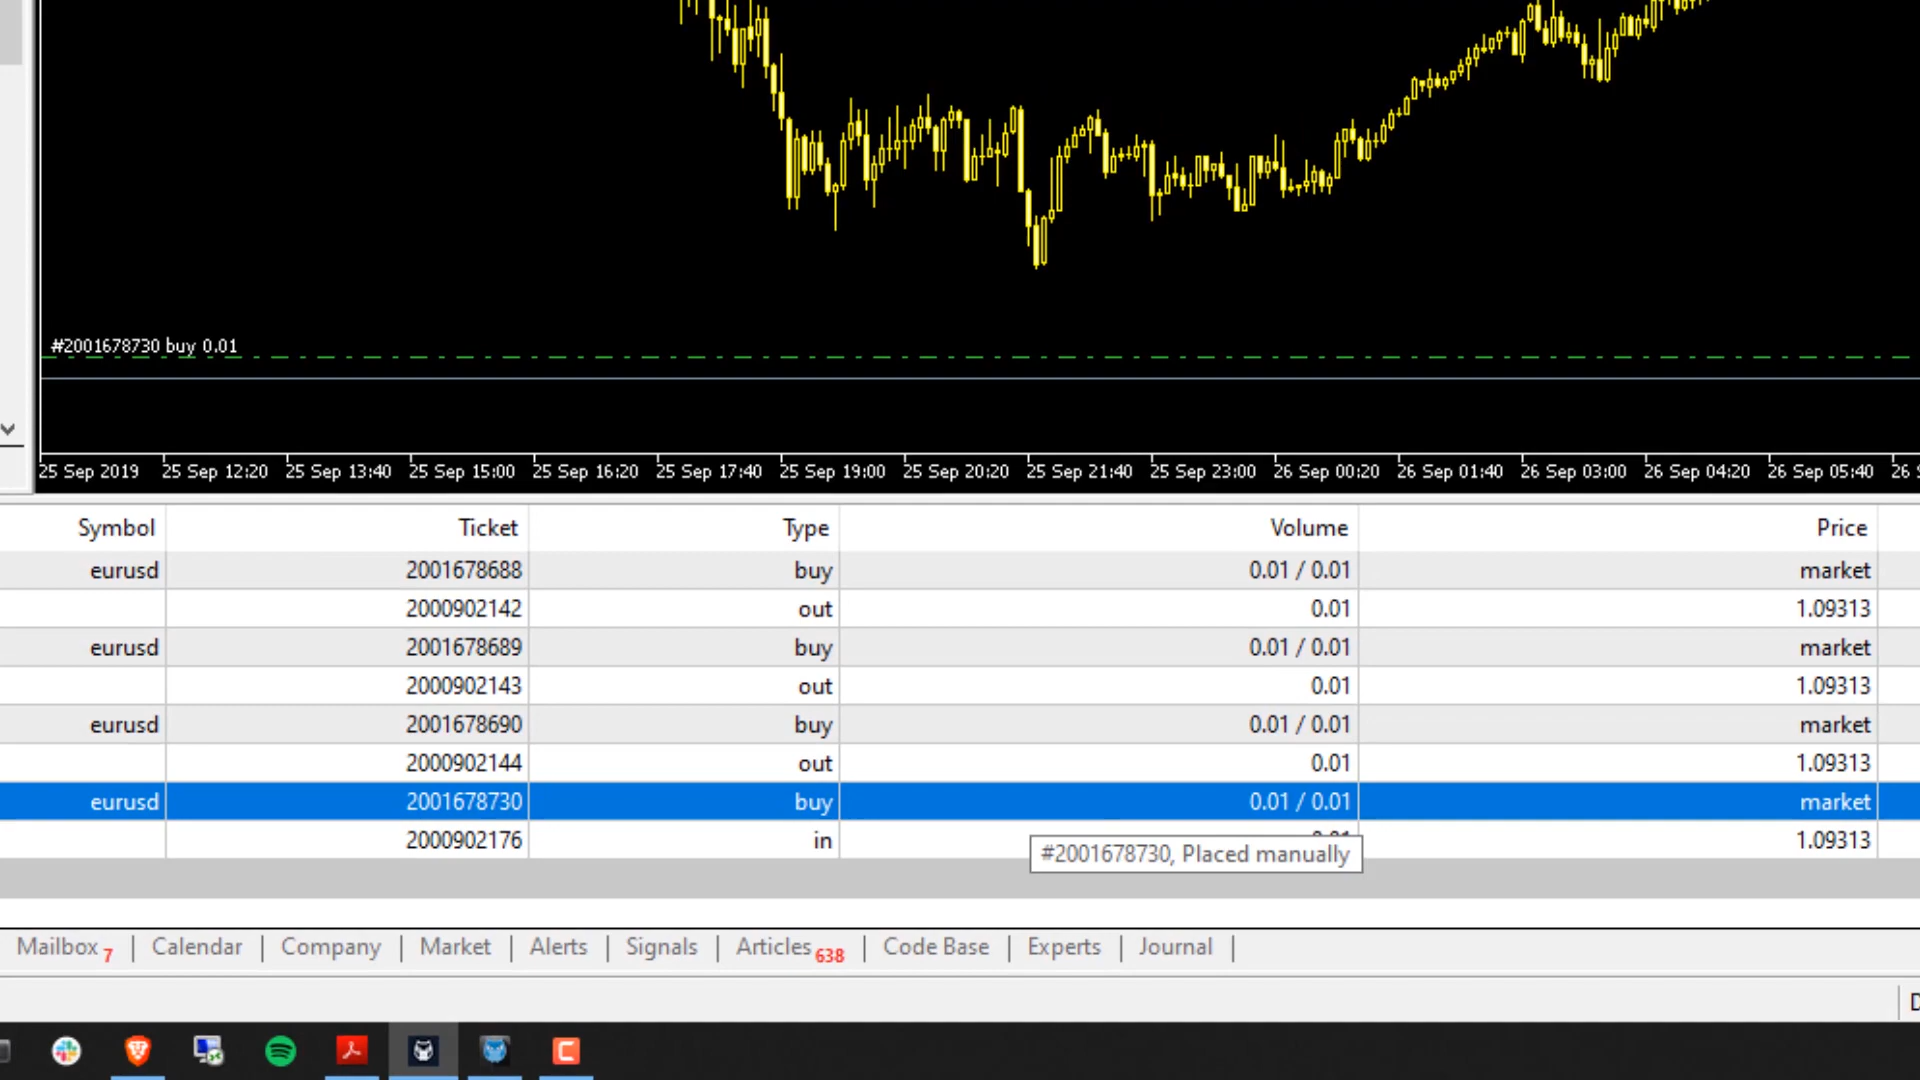 #2001678730 buy 0.01
25 Sep 2019 25 Sep 12:20 25 Sep 13:40 25 Sep 15:00 25 Sep 16:20 25 Sep 17:40 25 Sep 19:00 25 Sep 20:20 25 Sep 21:40 25 Sep 23:00 26 Sep 00:20 26 Sep 01:40 26 Sep 03:00 26 Sep 04:20 26 Sep 05:40 26
Symbol Ticket Type Volume Price
eurusd 2001678688 buy 0.01 / 0.01 market
2000902142 out 0.01 1.09313
eurusd 2001678689 buy 0.01 / 0.01 market
2000902143 out 0.01 1.09313
eurusd 2001678690 buy 0.01 / 0.01 market
2000902144 out 0.01 1.09313
eurusd 2001678730 buy 0.01 / 0.01 market
2000902176 in 1.09313
#2001678730, Placed manually
Mailbox 7 | Calendar | Company | Market | Alerts | Signals | Articles 638 | Code Base | Experts | Journal |